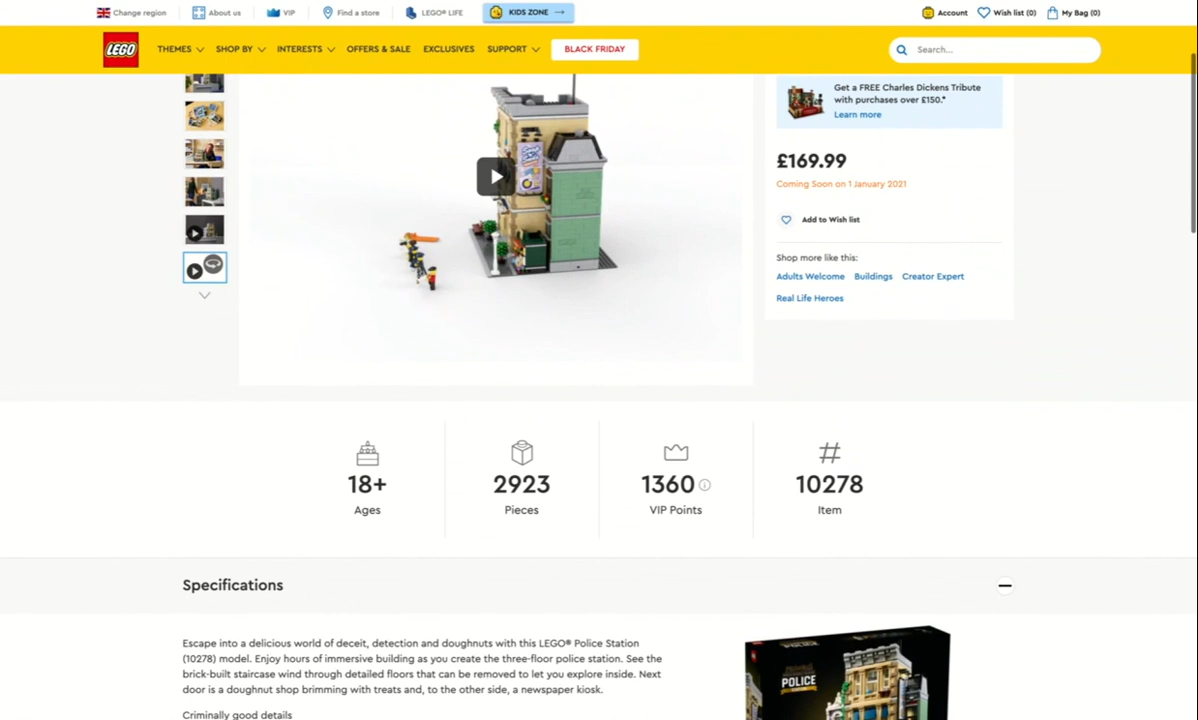 Change region
About us
VIP
Find a store
LEGO® LIFE
KIDS ZONE
Account
Wish list (0)
My Bag (0)
LEGO
THEMES
SHOP BY
INTERESTS
OFFERS & SALE
EXCLUSIVES
SUPPORT
BLACK FRIDAY
Search...
Get a FREE Charles Dickens Tribute
with purchases over £150.*
Learn more
£169.99
Coming Soon on 1 January 2021
Add to Wish list
Shop more like this:
Adults Welcome
Buildings
Creator Expert
Real Life Heroes
18+
Ages
2923
Pieces
1360
VIP Points
#
10278
Item
Specifications
Escape into a delicious world of deceit, detection and doughnuts with this LEGO® Police Station
(10278) model. Enjoy hours of immersive building as you create the three-floor police station. See the
brick-built staircase wind through detailed floors that can be removed to let you explore inside. Next
door is a doughnut shop brimming with treats and, to the other side, a newspaper kiosk.
Criminally good details
POLICE